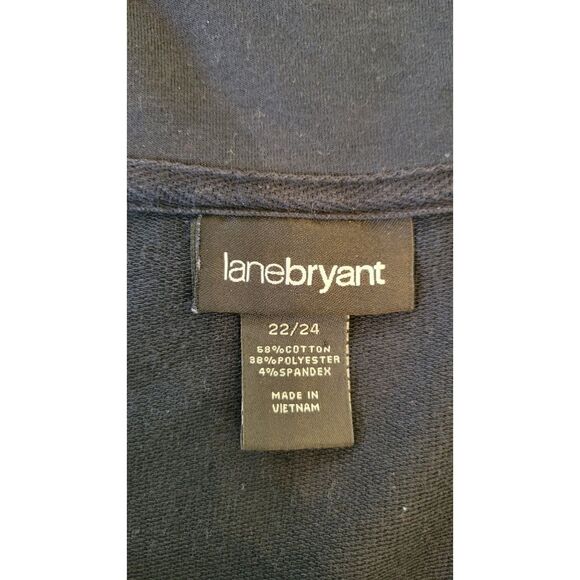 lanebryant
22/24
58%COTTON
38%POLYESTER
4%SPANDEX
MADE IN
VIETNAM